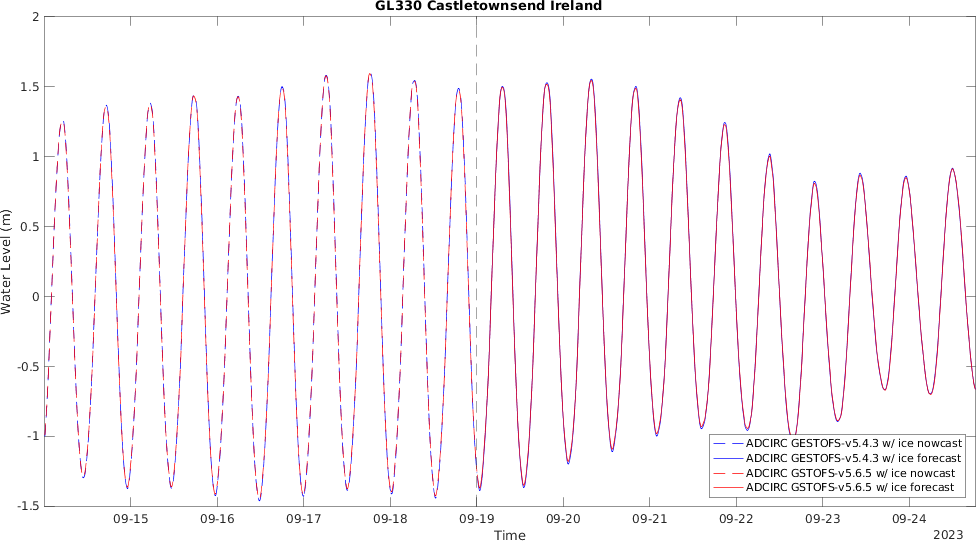 GL330 Castletownsend Ireland
2
1.5
1
0.5
0
-0.5
-1
-1.5
Water Level (m)
ADCIRC GESTOFS-v5.4.3 w/ ice nowcast
ADCIRC GESTOFS-v5.4.3 w/ ice forecast
ADCIRC GSTOFS-v5.6.5 w/ ice nowcast
ADCIRC GSTOFS-v5.6.5 w/ ice forecast
09-15 09-16 09-17 09-18 09-19 09-20 09-21 09-22 09-23 09-24
Time
2023